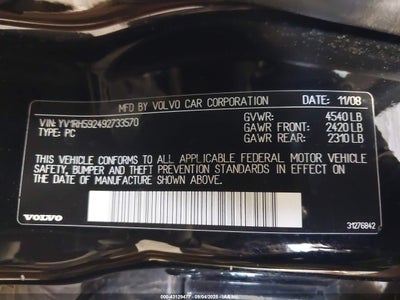 MFD BY VOLVO CAR CORPORATION DATE: 11/08
VIN: YV1RH592492733570 GVWR: 4540 LB
TYPE: PC GAWR FRONT: 2420 LB
GAWR REAR: 2310 LB
THIS VEHICLE CONFORMS TO ALL APPLICABLE FEDERAL MOTOR VEHICLE
SAFETY, BUMPER AND THEFT PREVENTION STANDARDS IN EFFECT ON
THE DATE OF MANUFACTURE SHOWN ABOVE.
VOLVO 31276842